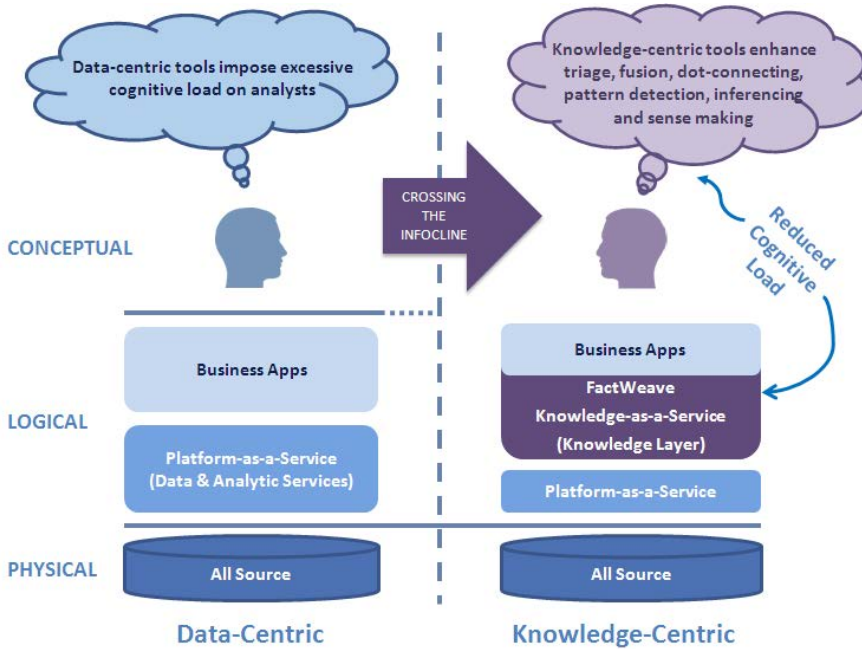 Data-centric tools impose excessive
cognitive load on analysts
Knowledge-centric tools enhance
triage, fusion, dot-connecting,
pattern detection, inferencing
and sense making
CROSSING
THE
INFOCLINE
Reduced
Cognitive
Load
CONCEPTUAL
Business Apps
Business Apps
FactWeave
Knowledge-as-a-Service
(Knowledge Layer)
LOGICAL
Platform-as-a-Service
(Data & Analytic Services)
Platform-as-a-Service
PHYSICAL
All Source
All Source
Data-Centric
Knowledge-Centric